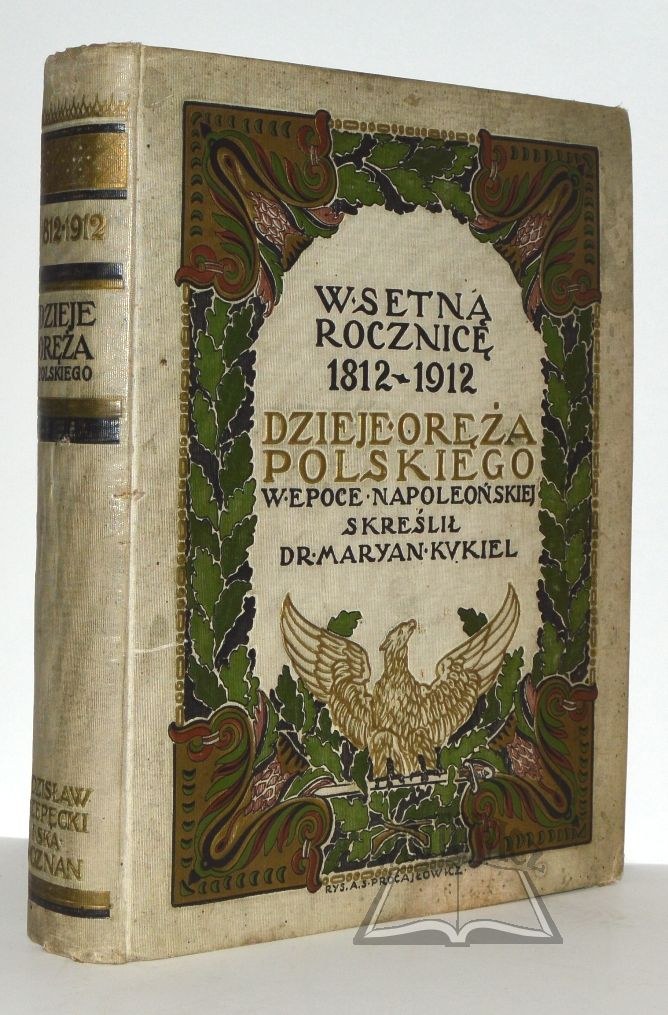 1812·1912
DZIEJE
ORĘŻA
POLSKIEGO
W·SETNĄ
ROCZNICĘ
1812-1912
DZIEJE·ORĘŻA
POLSKIEGO
W·EPOCE·NAPOLEOŃSKIEJ
SKREŚLIŁ
DR·MARYAN·KVKIEL
RYS.A.S·PROCAJŁOWICZ